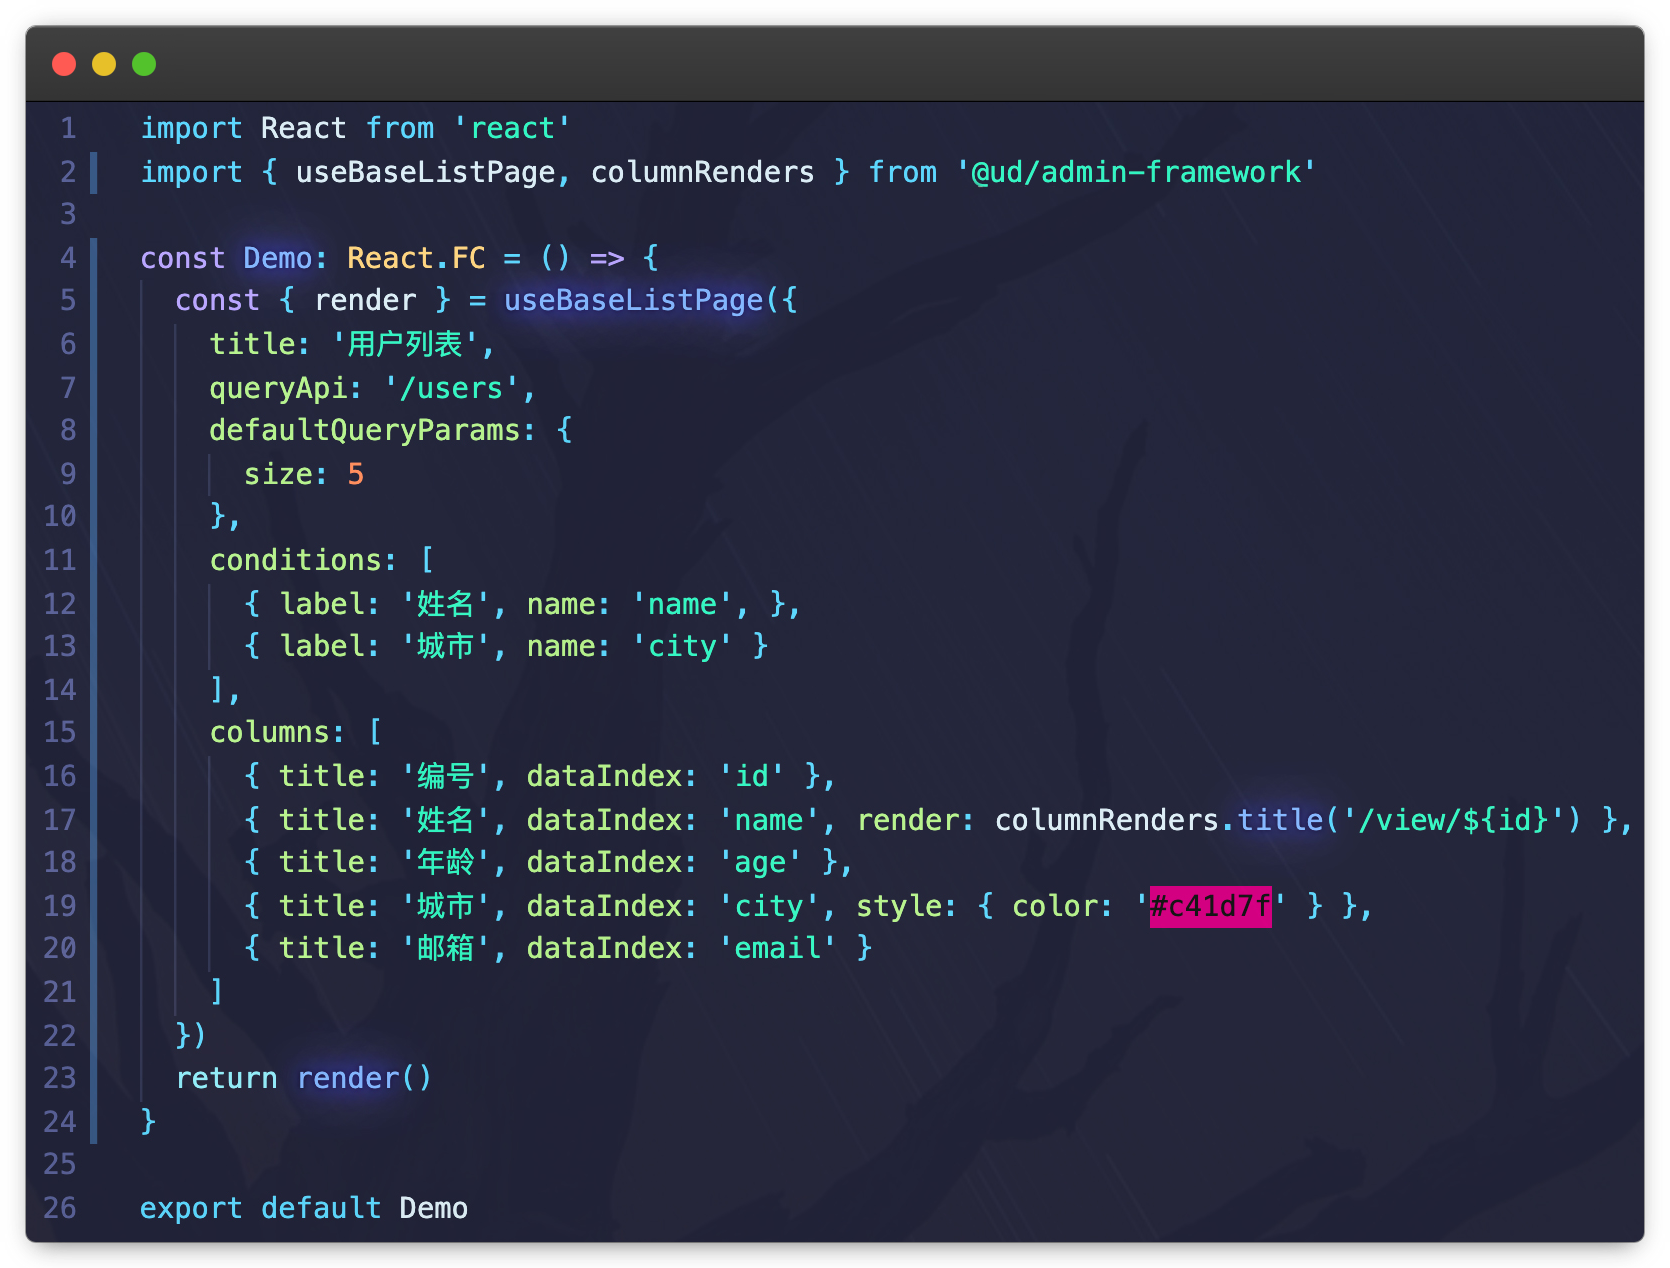 1 import React from 'react'
2 import { useBaseListPage, columnRenders } from '@ud/admin-framework'
3
4 const Demo: React.FC = () => {
5 const { render } = useBaseListPage({
6 title: '用户列表',
7 queryApi: '/users',
8 defaultQueryParams: {
9 size: 5
10 },
11 conditions: [
12 { label: '姓名', name: 'name', },
13 { label: '城市', name: 'city' }
14 ],
15 columns: [
16 { title: '编号', dataIndex: 'id' },
17 { title: '姓名', dataIndex: 'name', render: columnRenders.title('/view/${id}') },
18 { title: '年龄', dataIndex: 'age' },
19 { title: '城市', dataIndex: 'city', style: { color: '#c41d7f' } },
20 { title: '邮箱', dataIndex: 'email' }
21 ]
22 })
23 return render()
24 }
25
26 export default Demo